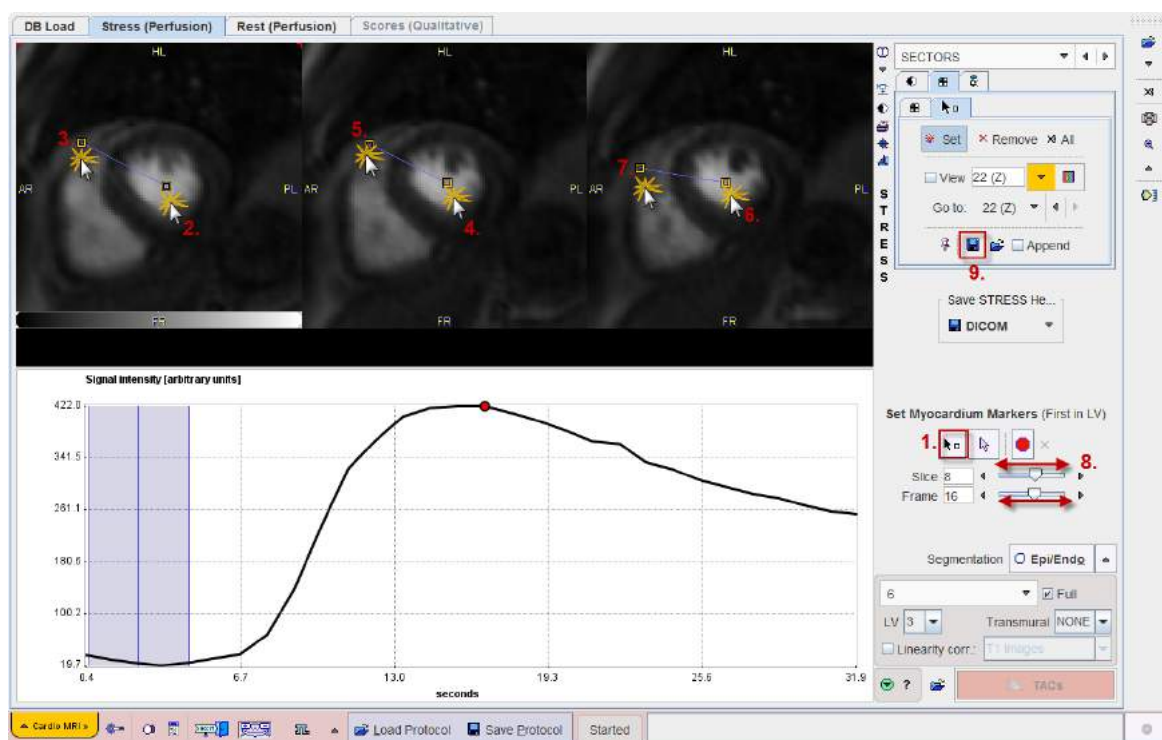 DB Load Stress (Perfusion) Rest (Perfusion) Scores (Qualitative)
HL HL HL
SECTORS
3. 5. 7.
Set Remove All
AR AR AR PL PL PL
View 22 (Z)
2. 4. 6.
Go to: 22 (Z)
S
T
R
E
S
S
Append
9.
FR FR FR
Save STRESS He...
DICOM
Signal intensity [arbitrary units]
422.0
341.5
261.1
180.6
100.2
19.7
0.4 6.7 13.0 19.3 25.6 31.9
seconds
Set Myocardium Markers (First in LV)
1. 8.
Slice 8
Frame 16
Segmentation Epi/Endo
6 Full
LV 3 Transmural NONE
Linearity corr.: T1 Images
? TACs
Cardio MRI Load Protocol Save Protocol Started